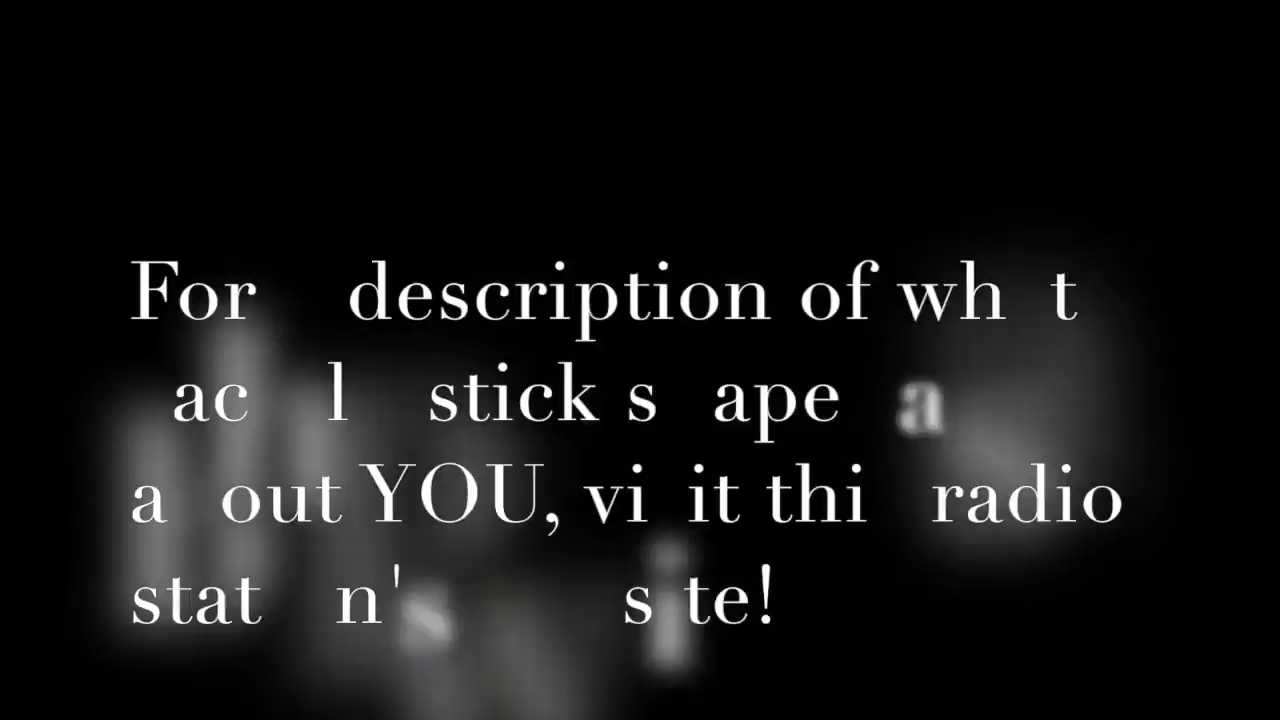 For description of wh t
ac l stick s ape a
a out YOU, vi it thi radio
stat n's s te!